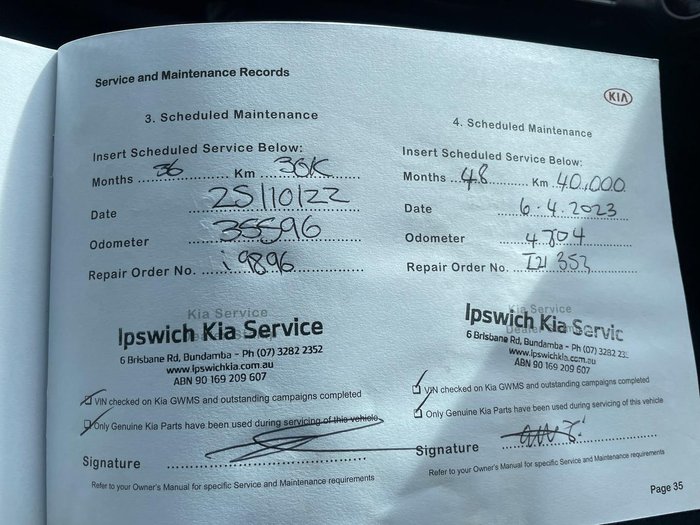 Service and Maintenance Records
KIA
3. Scheduled Maintenance
Insert Scheduled Service Below:
Months 36 Km 30K
Date 25/10/22
Odometer 35596
Repair Order No. i9896
Kia Service
Ipswich Kia Service
6 Brisbane Rd, Bundamba - Ph (07) 3282 2352
www.ipswichkia.com.au
ABN 90 169 209 607
VIN checked on Kia GWMS and outstanding campaigns completed
Only Genuine Kia Parts have been used during servicing of this vehicle
Signature
Refer to your Owner's Manual for specific Service and Maintenance requirements
4. Scheduled Maintenance
Insert Scheduled Service Below:
Months 48 Km 40,000
Date 6.4.2023
Odometer 4704
Repair Order No. 353
Kia Service
Ipswich Kia Servic
6 Brisbane Rd, Bundamba - Ph (07) 3282 23
www.ipswichkia.com.au
ABN 90 169 209 607
VIN checked on Kia GWMS and outstanding campaigns completed
Only Genuine Kia Parts have been used during servicing of this vehicle
Signature
Refer to your Owner's Manual for specific Service and Maintenance requirements
Page 35